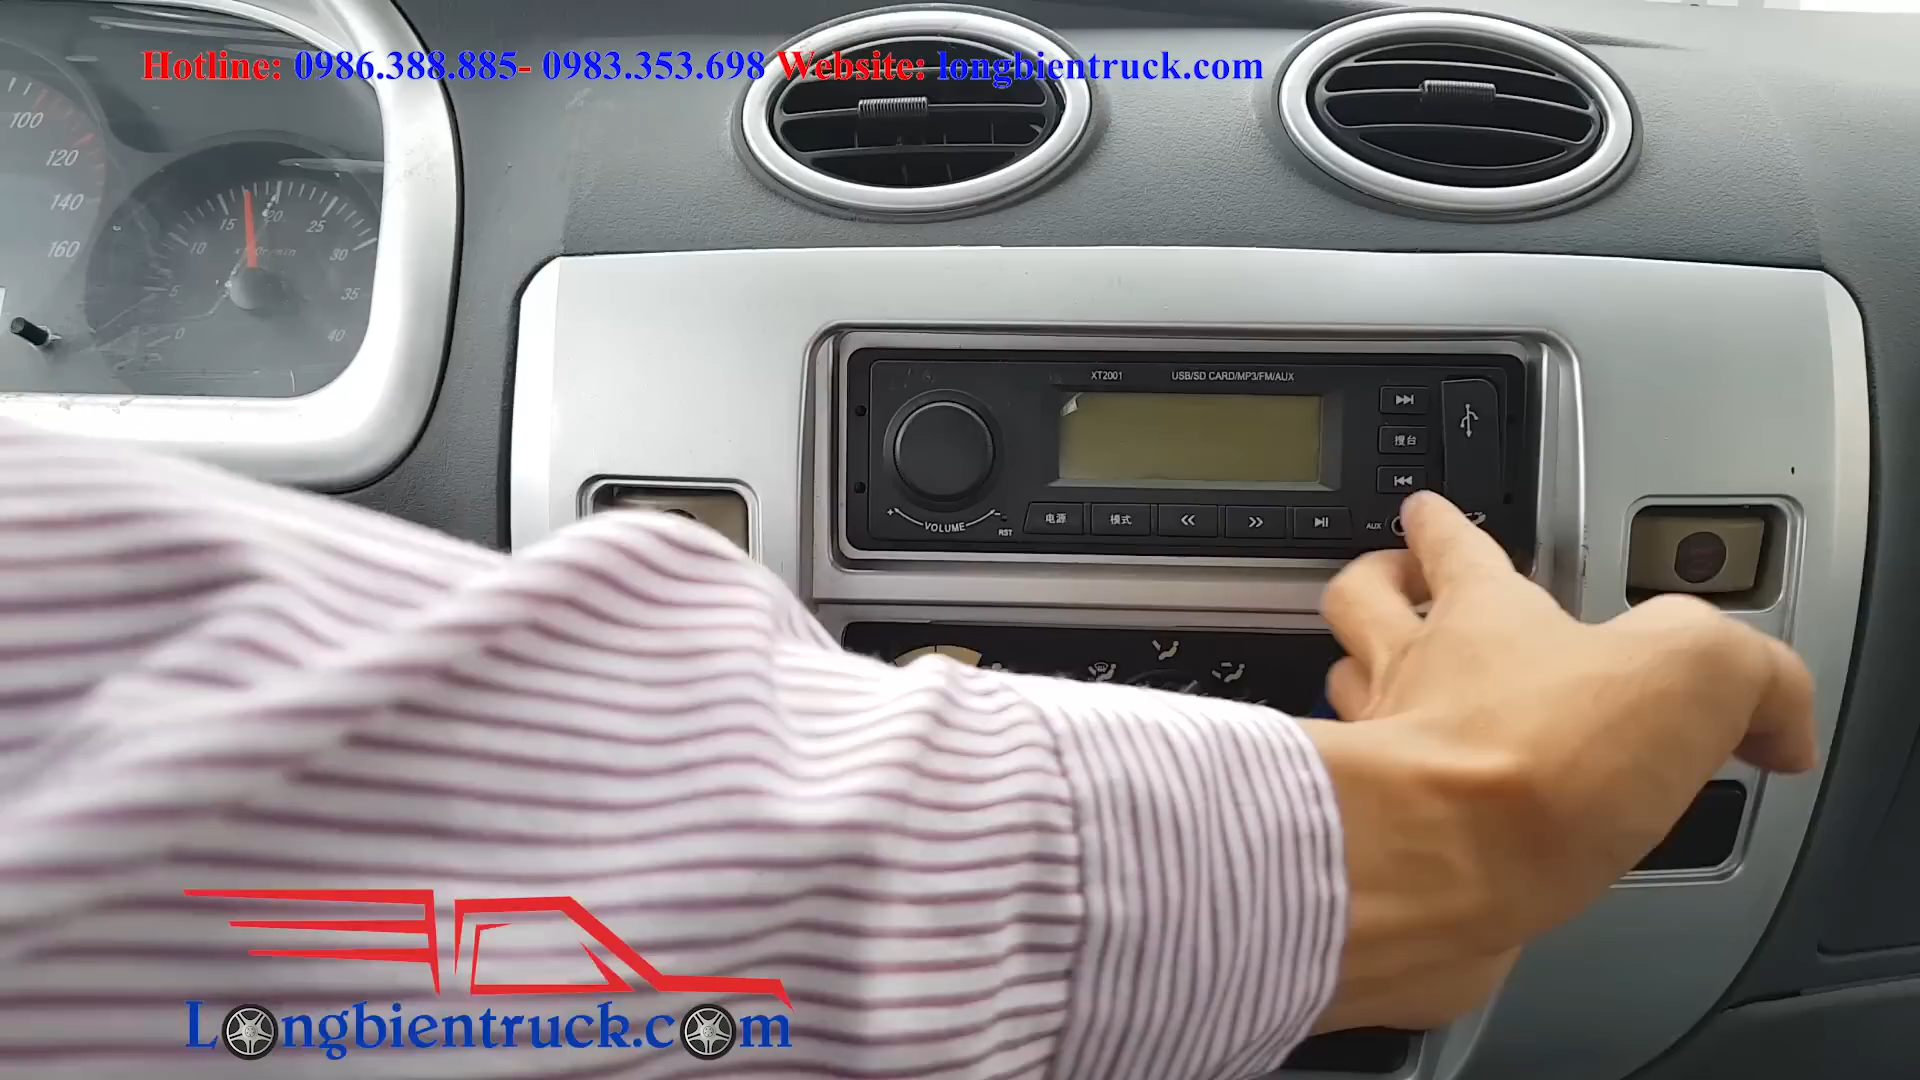 Hotline: 0986.388.885- 0983.353.698 Website: longbientruck.com
100
120
140
160
0
5
10
15
20
25
30
35
40
XT2001
USB/SD CARD/MP3/FM/AUX
搜台
+ VOLUME -
RST
电源
模式
AUX
Longbientruck.com